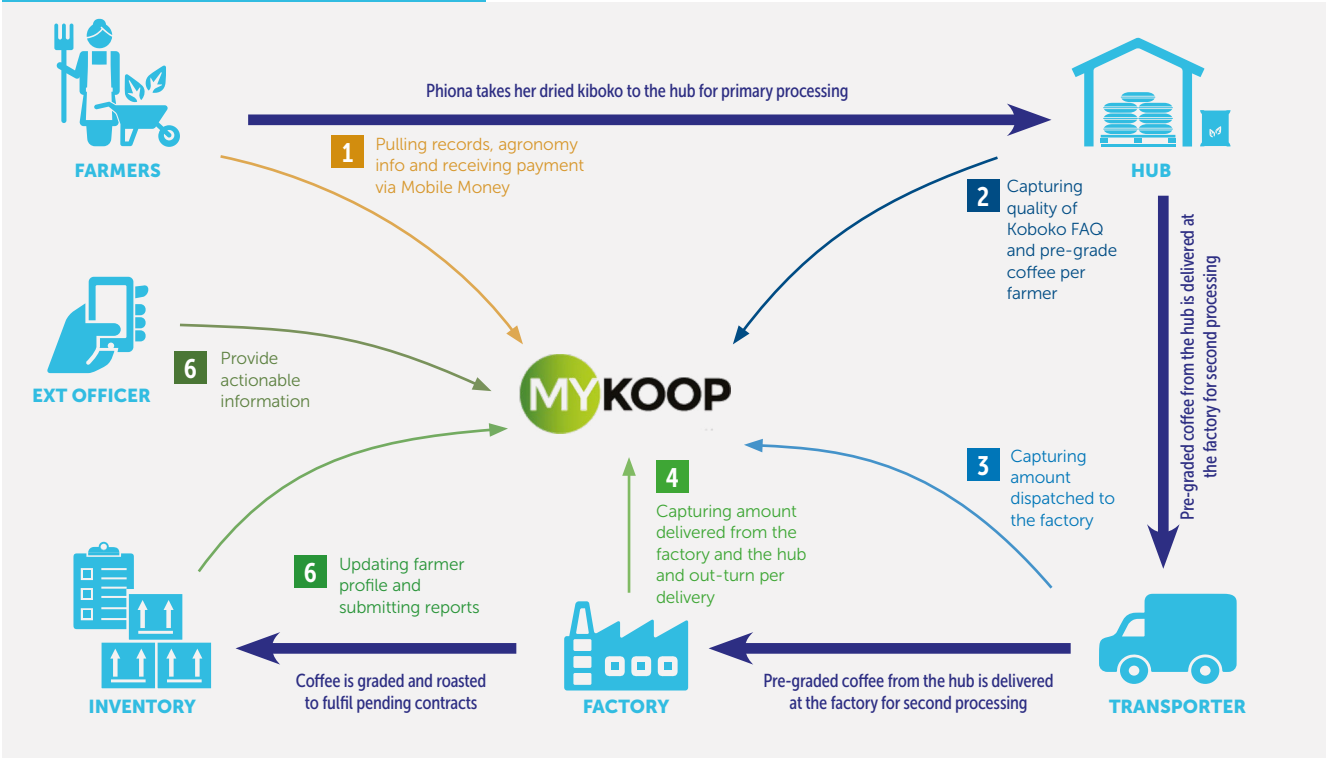 Phiona takes her dried kiboko to the hub for primary processing
FARMERS
1
Pulling records, agronomy
info and receiving payment
via Mobile Money
HUB
2
Capturing
quality of
Koboko FAQ
and pre-grade
coffee per
farmer
Pre-graded coffee from the hub is delivered at
the factory for second processing
EXT OFFICER
6
Provide
actionable
information
MYKOOP
3
Capturing
amount
dispatched to
the factory
4
Capturing amount
delivered from the
factory and the hub
and out-turn per
delivery
6
Updating farmer
profile and
submitting reports
INVENTORY
Coffee is graded and roasted
to fulfil pending contracts
FACTORY
Pre-graded coffee from the hub is delivered
at the factory for second processing
TRANSPORTER